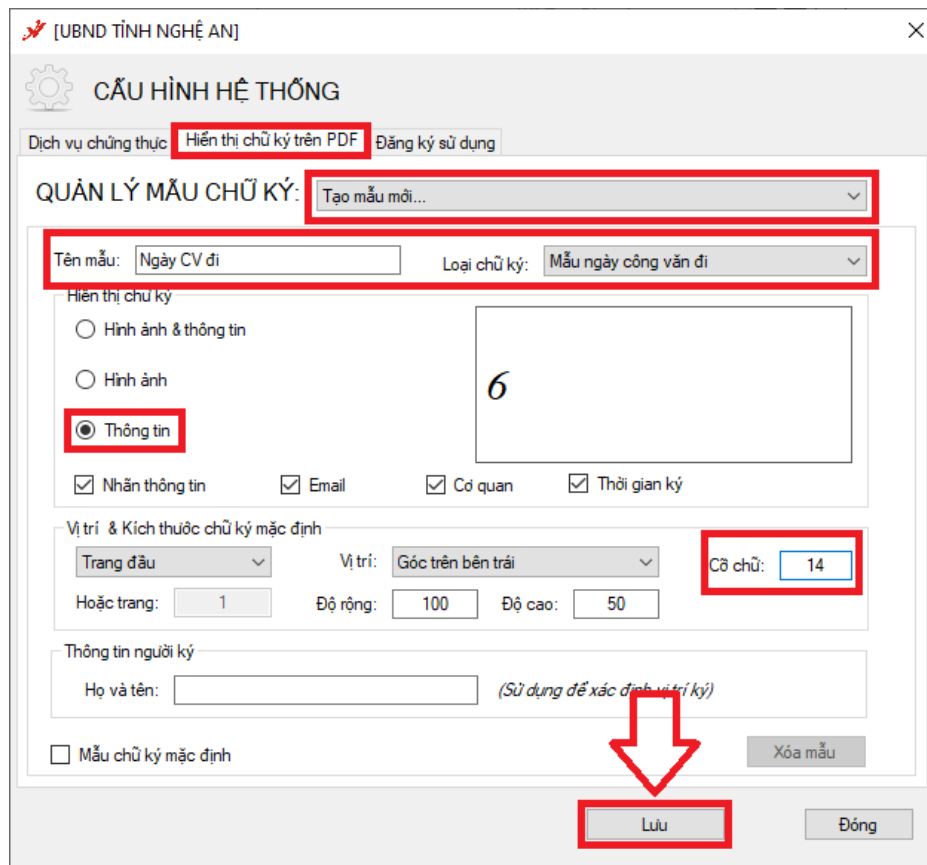 [UBND TỈNH NGHỆ AN]
CẤU HÌNH HỆ THỐNG
Dịch vụ chứng thực Hiển thị chữ ký trên PDF Đăng ký sử dụng
QUẢN LÝ MẪU CHỮ KÝ: Tạo mẫu mới...
Tên mẫu: Ngày CV đi Loại chữ ký: Mẫu ngày công văn đi
Hiển thị chữ ký
Hình ảnh & thông tin
6
Hình ảnh
Thông tin
Nhãn thông tin Email Cơ quan Thời gian ký
Vị trí & Kích thước chữ ký mặc định
Trang đầu Vị trí: Góc trên bên trái Cỡ chữ: 14
Hoặc trang: 1 Độ rộng: 100 Độ cao: 50
Thông tin người ký
Họ và tên: (Sử dụng để xác định vị trí ký)
Mẫu chữ ký mặc định Xóa mẫu
Lưu Đóng